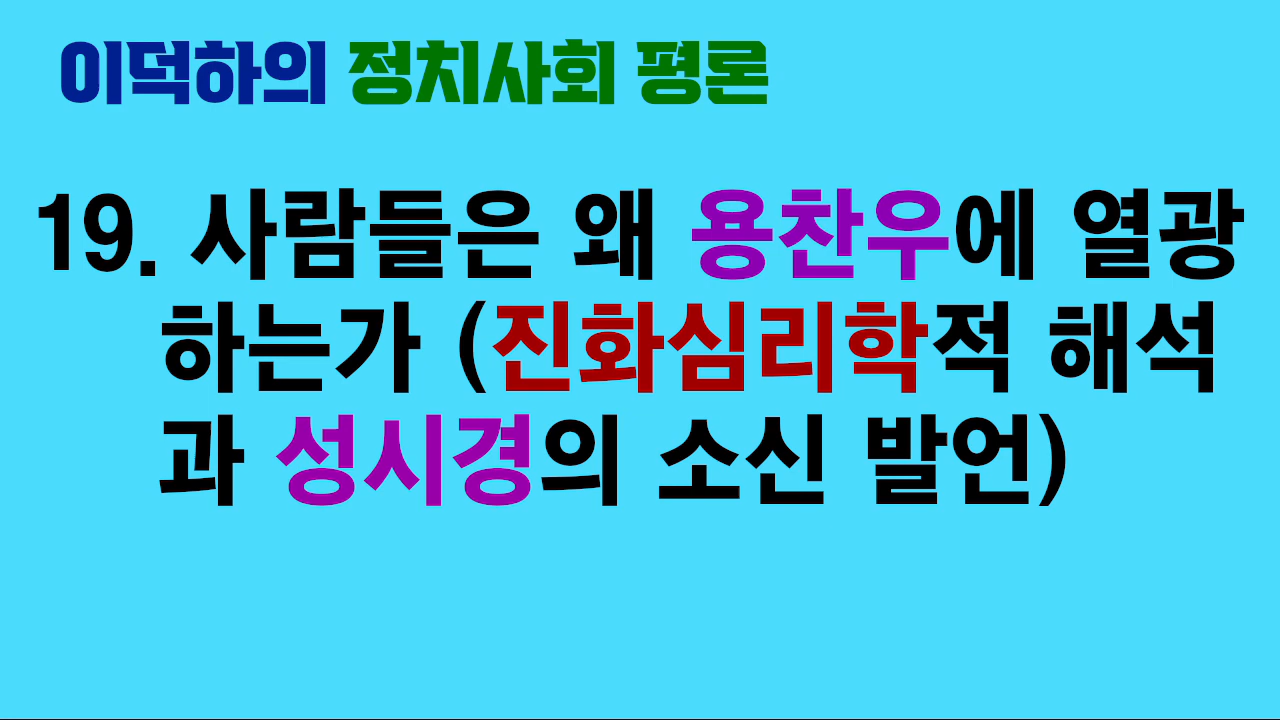 이덕하의 정치사회 평론
19. 사람들은 왜 용찬우에 열광
하는가 (진화심리학적 해석
과 성시경의 소신 발언)